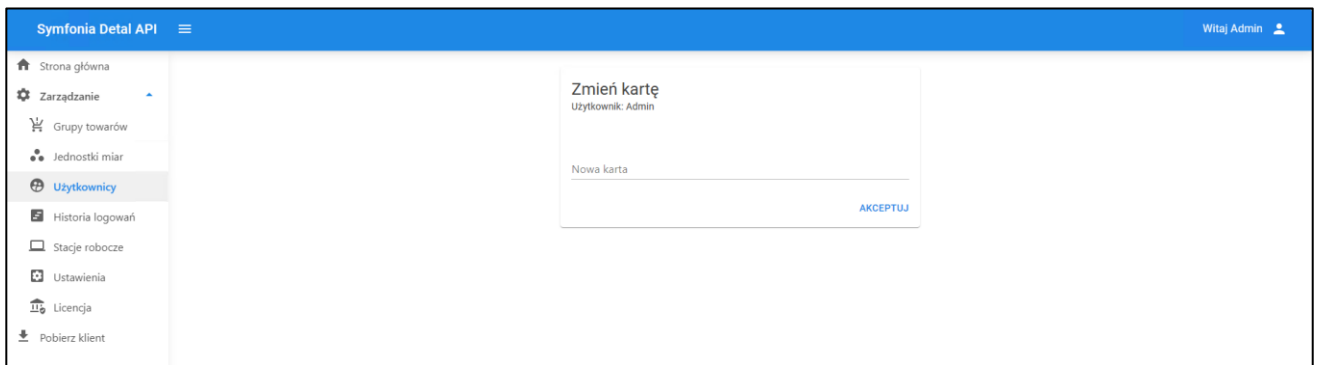 Symfonia Detal API
Witaj Admin
Strona główna
Zarządzanie
Grupy towarów
Jednostki miar
Użytkownicy
Historia logowań
Stacje robocze
Ustawienia
Licencja
Pobierz klient
Zmień kartę
Użytkownik: Admin
Nowa karta
AKCEPTUJ